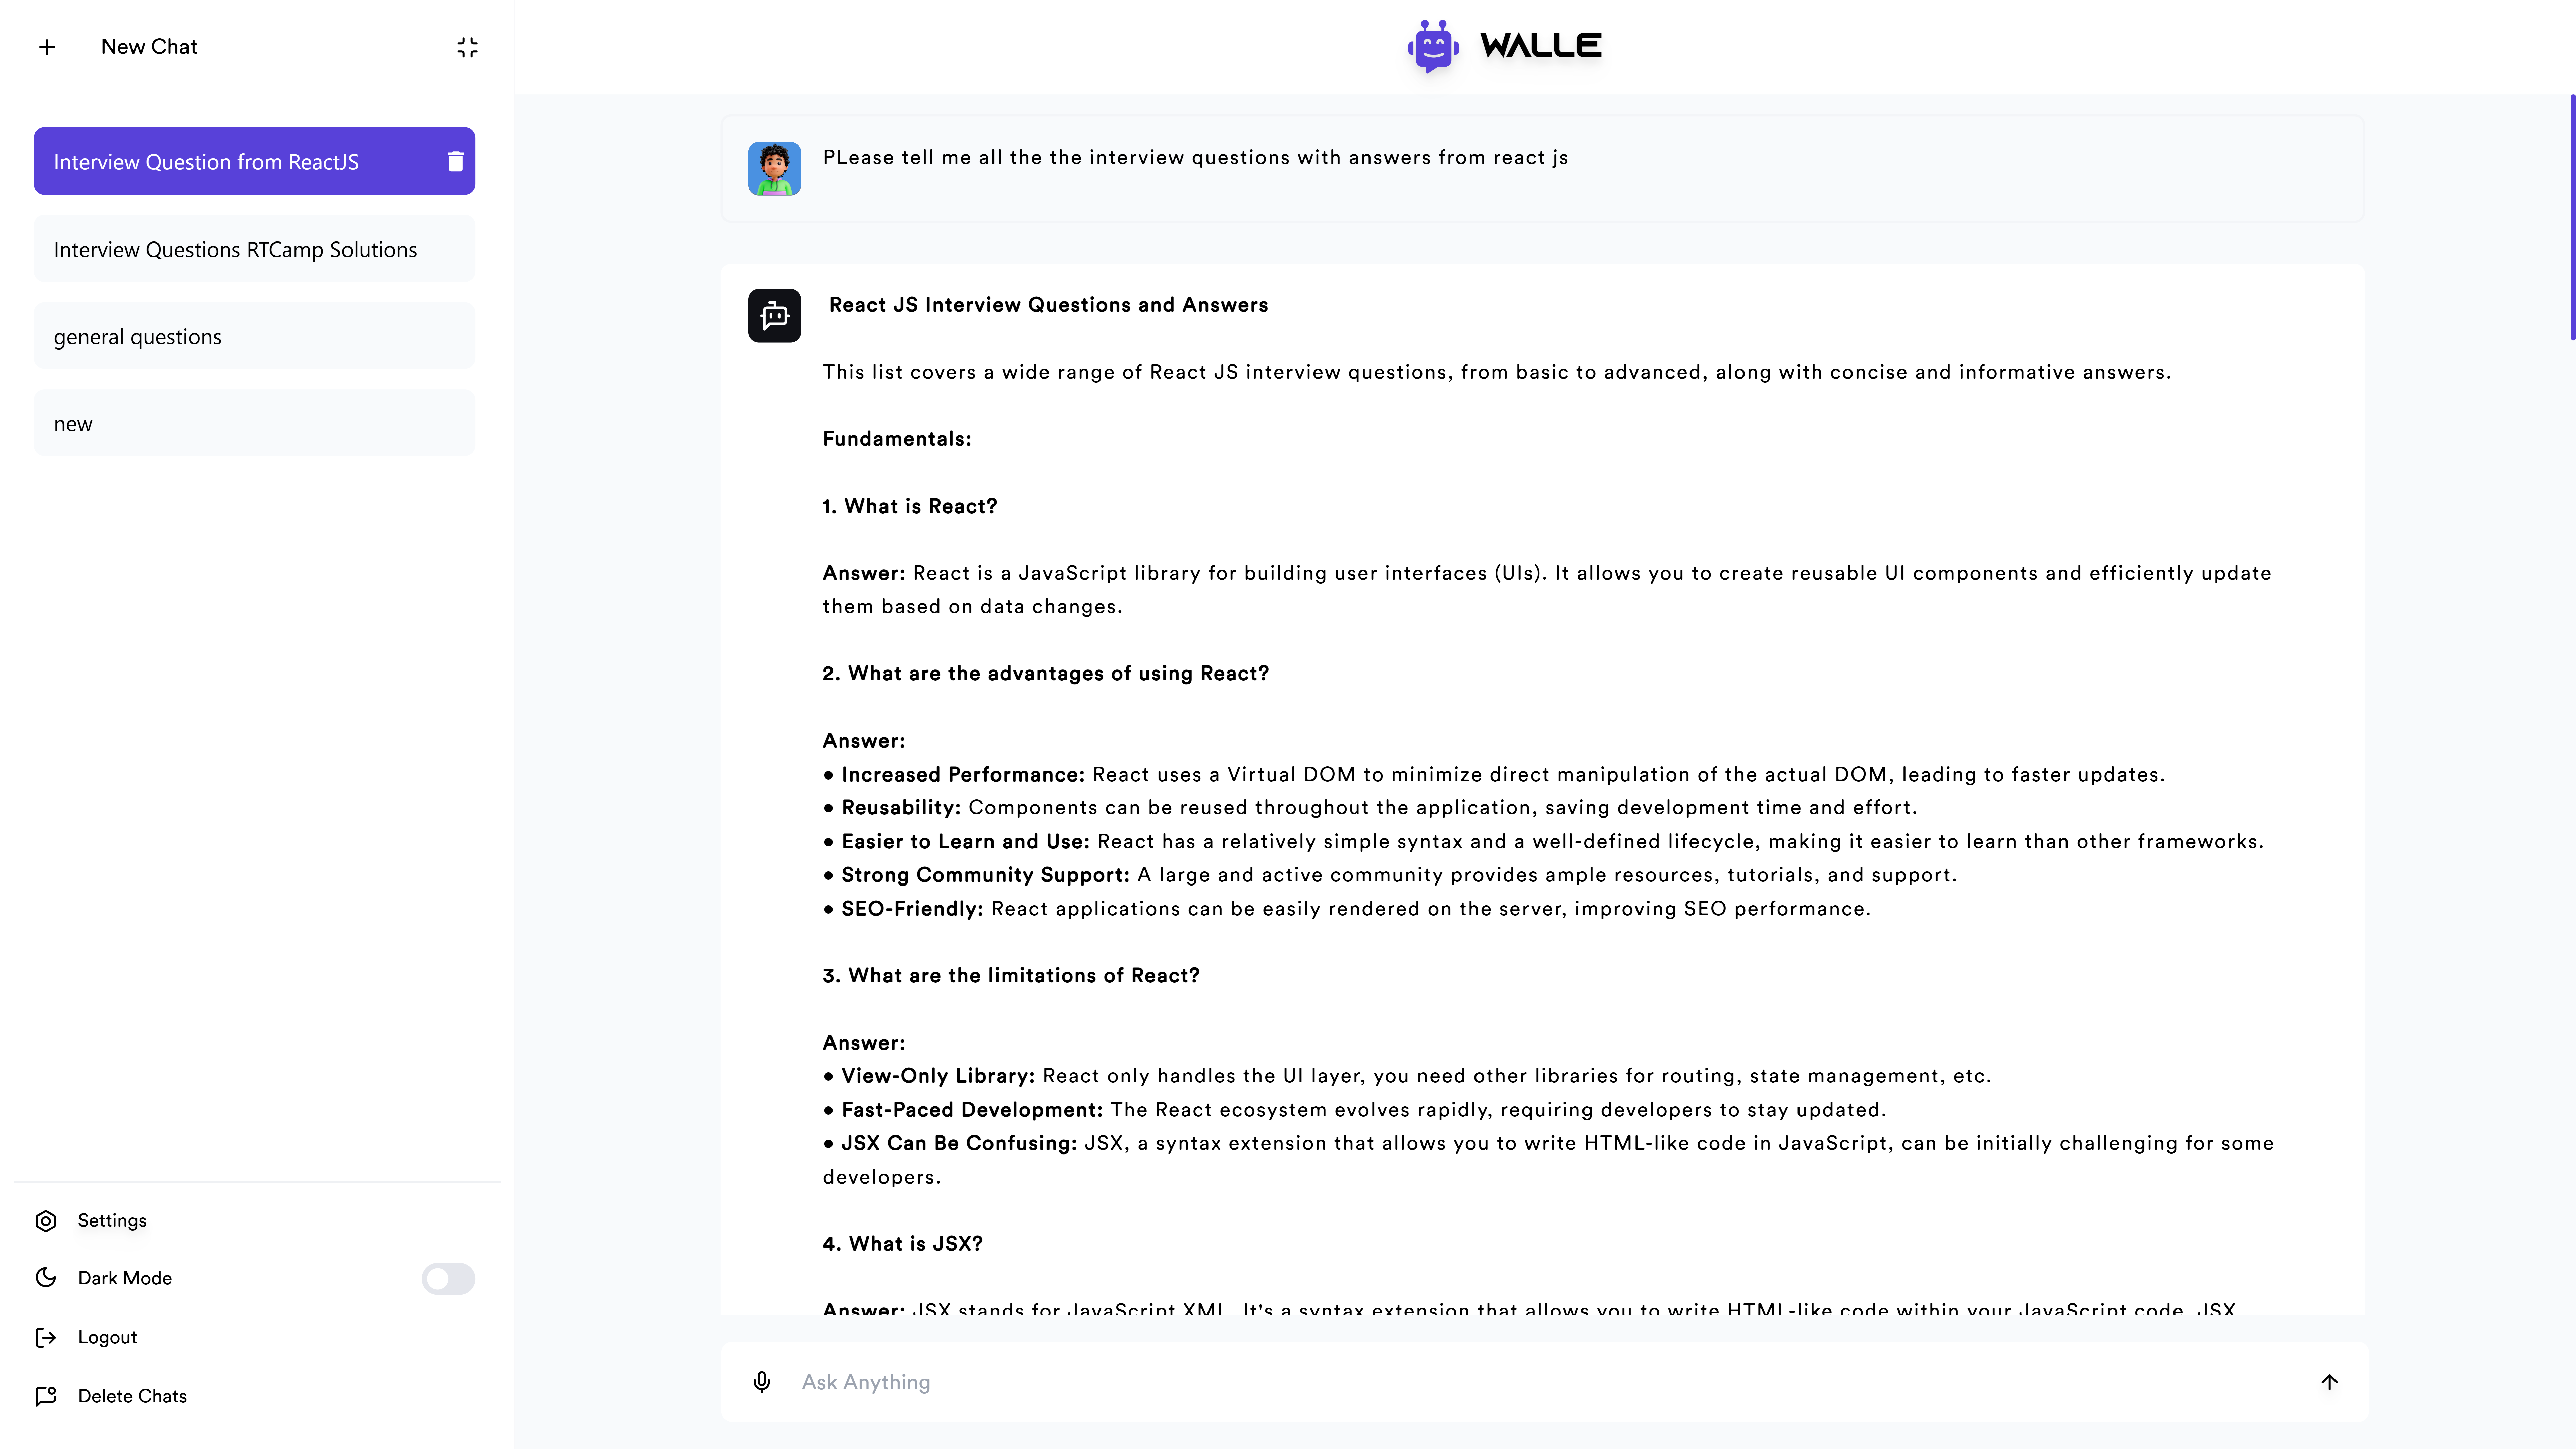 New Chat
Interview Question from ReactJS
Interview Questions RTCamp Solutions
general questions
new
Settings
Dark Mode
Logout
Delete Chats
WALLE
PLease tell me all the the interview questions with answers from react js
React JS Interview Questions and Answers
This list covers a wide range of React JS interview questions, from basic to advanced, along with concise and informative answers.
Fundamentals:
1. What is React?
Answer: React is a JavaScript library for building user interfaces (UIs). It allows you to create reusable UI components and efficiently update
them based on data changes.
2. What are the advantages of using React?
Answer:
• Increased Performance: React uses a Virtual DOM to minimize direct manipulation of the actual DOM, leading to faster updates.
• Reusability: Components can be reused throughout the application, saving development time and effort.
• Easier to Learn and Use: React has a relatively simple syntax and a well-defined lifecycle, making it easier to learn than other frameworks.
• Strong Community Support: A large and active community provides ample resources, tutorials, and support.
• SEO-Friendly: React applications can be easily rendered on the server, improving SEO performance.
3. What are the limitations of React?
Answer:
• View-Only Library: React only handles the UI layer, you need other libraries for routing, state management, etc.
• Fast-Paced Development: The React ecosystem evolves rapidly, requiring developers to stay updated.
• JSX Can Be Confusing: JSX, a syntax extension that allows you to write HTML-like code in JavaScript, can be initially challenging for some
developers.
4. What is JSX?
Answer: JSX stands for JavaScript XML. It's a syntax extension that allows you to write HTML-like code within your JavaScript code. JSX
Ask Anything